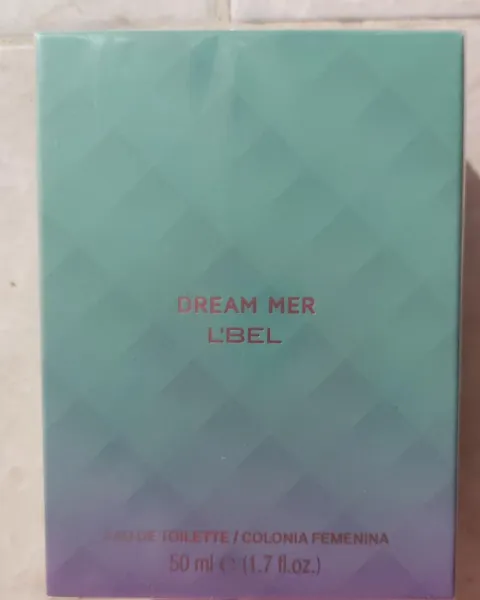 DREAM MER
L'BEL
EAU DE TOILETTE / COLONIA FEMENINA
50 ml ℮ (1.7 fl.oz.)